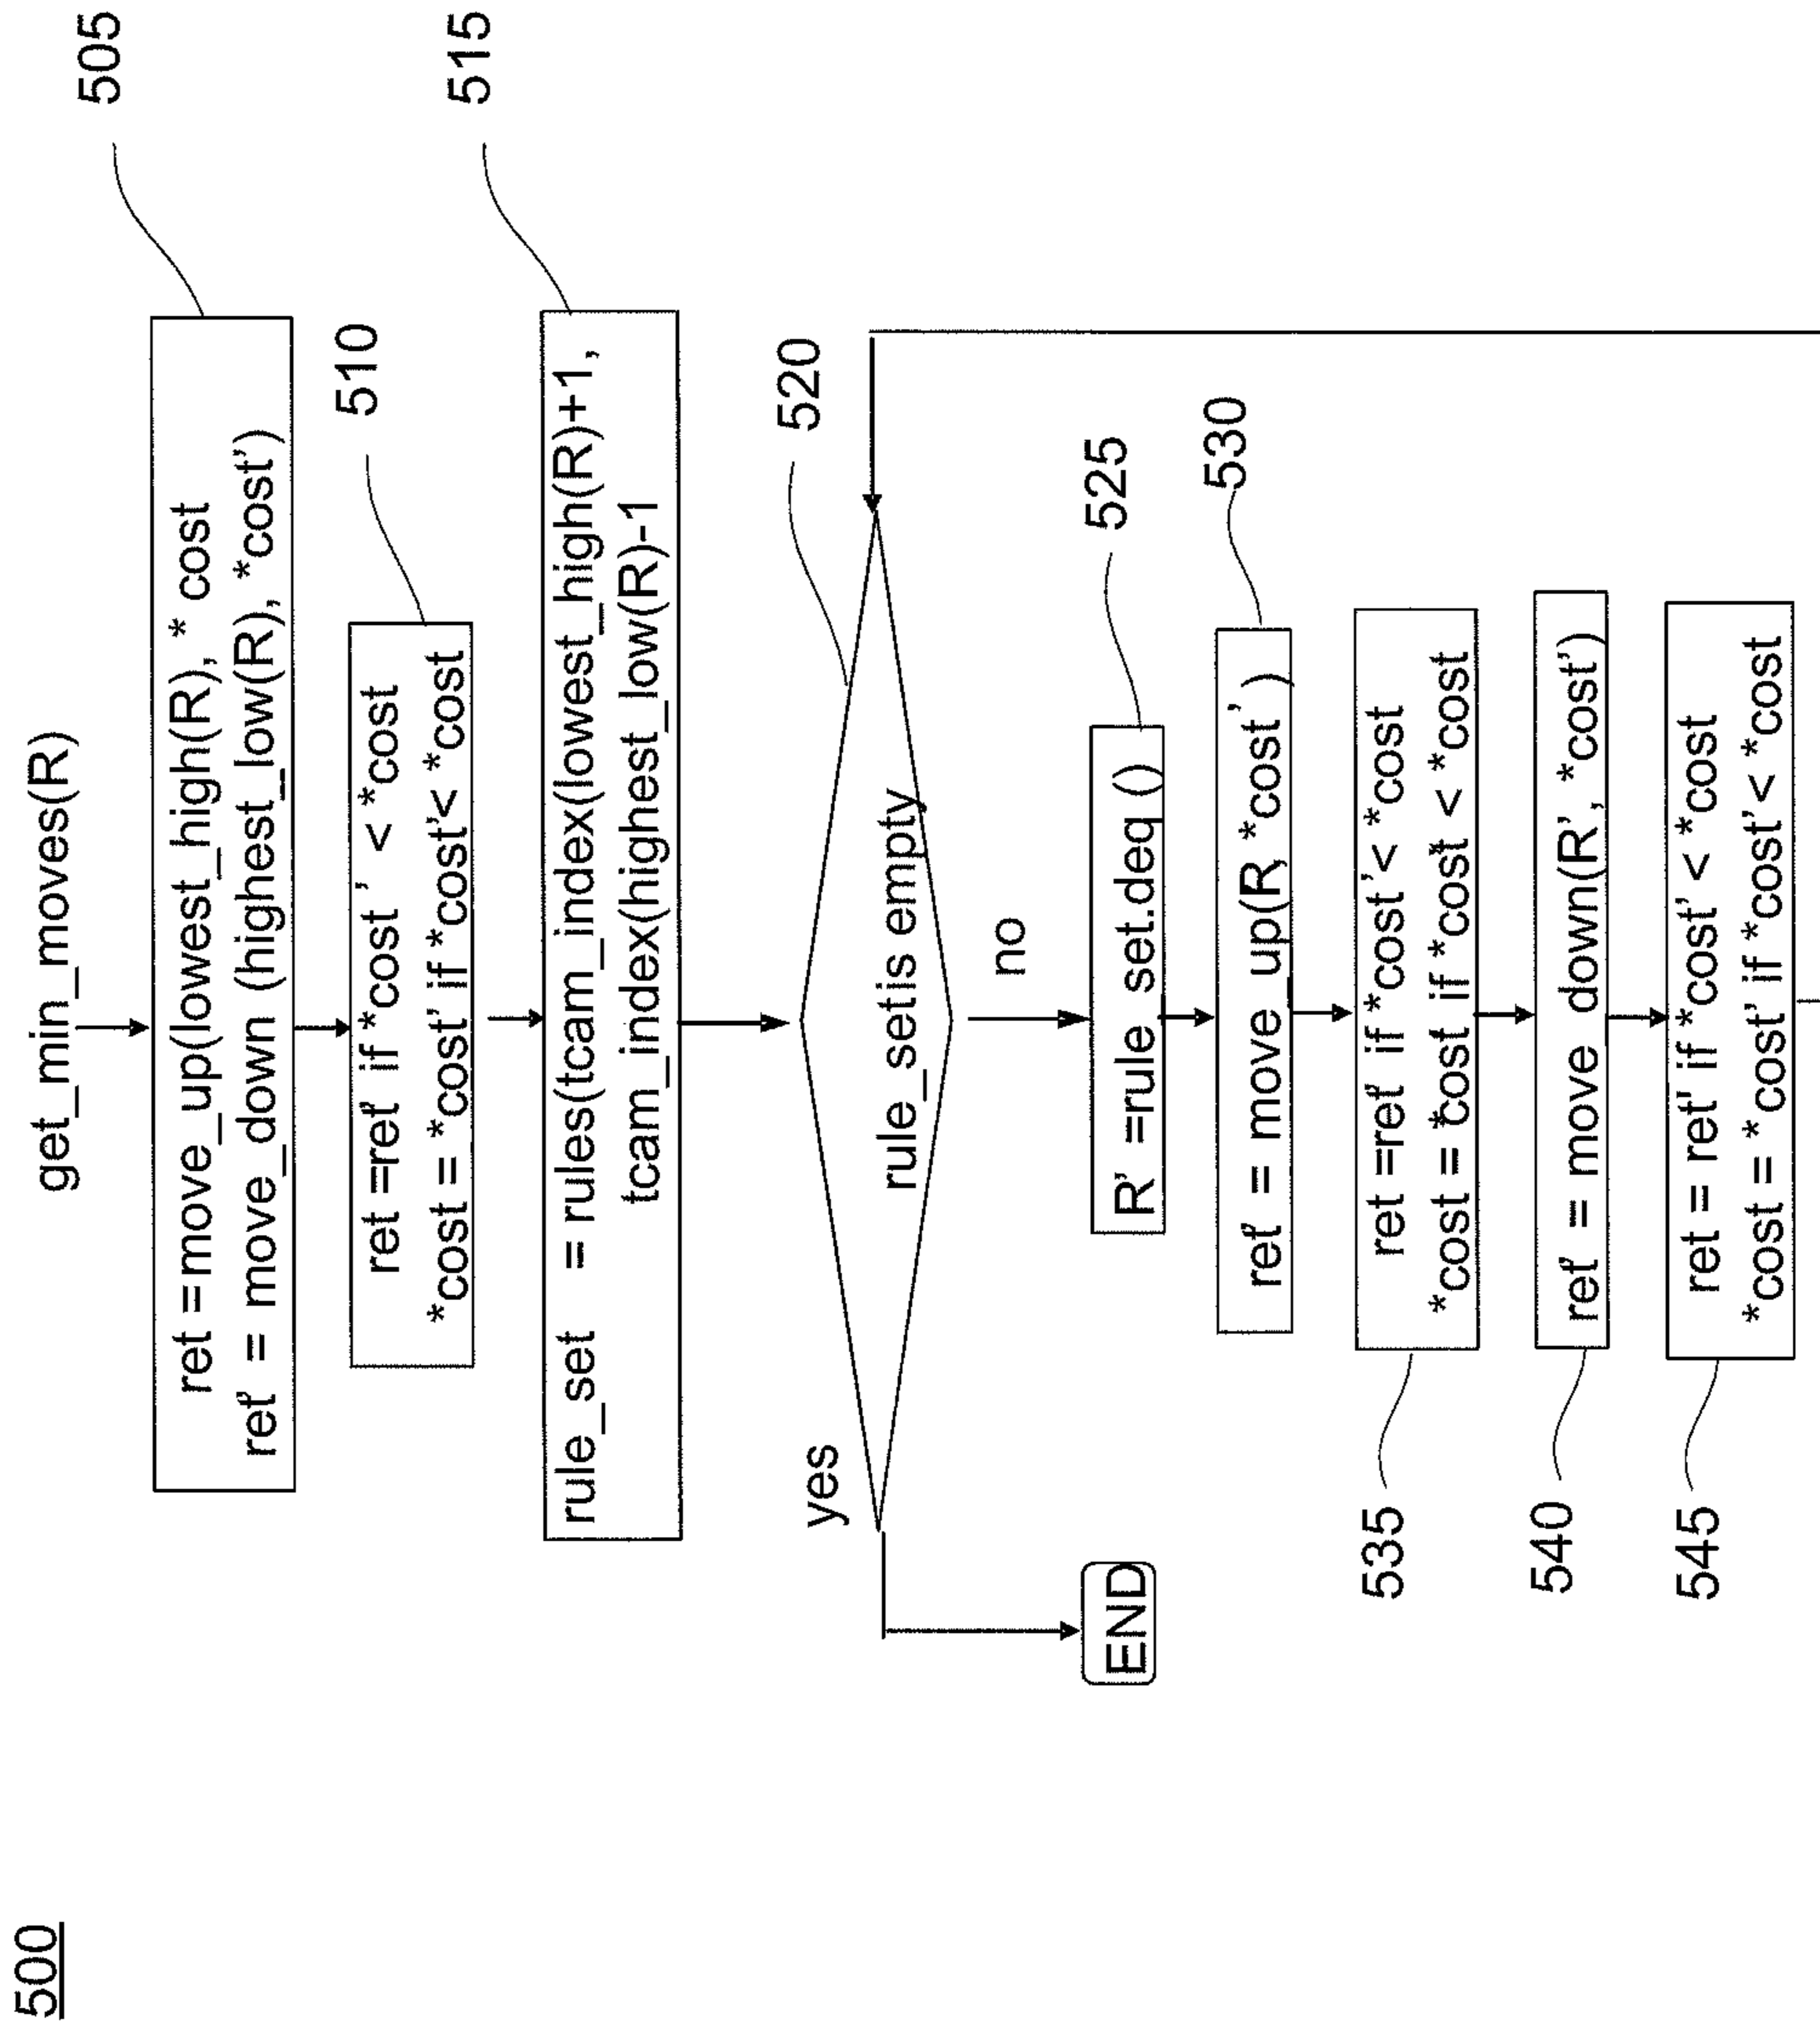 500
get_min_moves(R)
505
ret =move_up(lowest_high(R), * cost
ret' = move_down (highest_low(R), *cost')
510
ret =ret' if *cost ' < *cost
*cost = *cost' if *cost'< *cost
515
rule_set = rules(tcam_index(lowest_high(R)+1,
tcam_index(highest_low(R)-1
520
rule_setis empty
yes
no
END
525
R' =rule_set.deq ()
530
ret' = move_up(R, *cost' )
535
ret =ret' if *cost'< *cost
*cost = *cost' if *cost' < *cost
540
ret' = move_down(R', *cost')
545
ret = ret' if *cost' < *cost
*cost = *cost' if *cost'< *cost